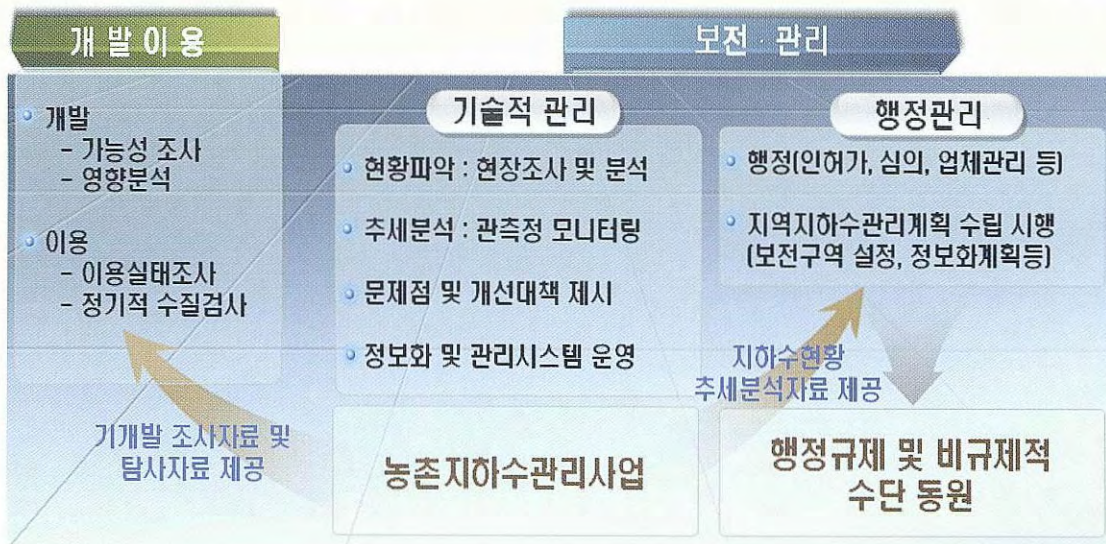 개발이용
보전·관리
개발
- 가능성 조사
- 영향분석
이용
- 이용실태조사
- 정기적 수질검사
기술적 관리
현황파악 : 현장조사 및 분석
추세분석 : 관측정 모니터링
문제점 및 개선대책 제시
정보화 및 관리시스템 운영
행정관리
행정(인허가, 심의, 업체관리 등)
지역지하수관리계획 수립 시행
(보전구역 설정, 정보화계획등)
기개발 조사자료 및
탐사자료 제공
지하수현황
추세분석자료 제공
농촌지하수관리사업
행정규제 및 비규제적
수단 동원